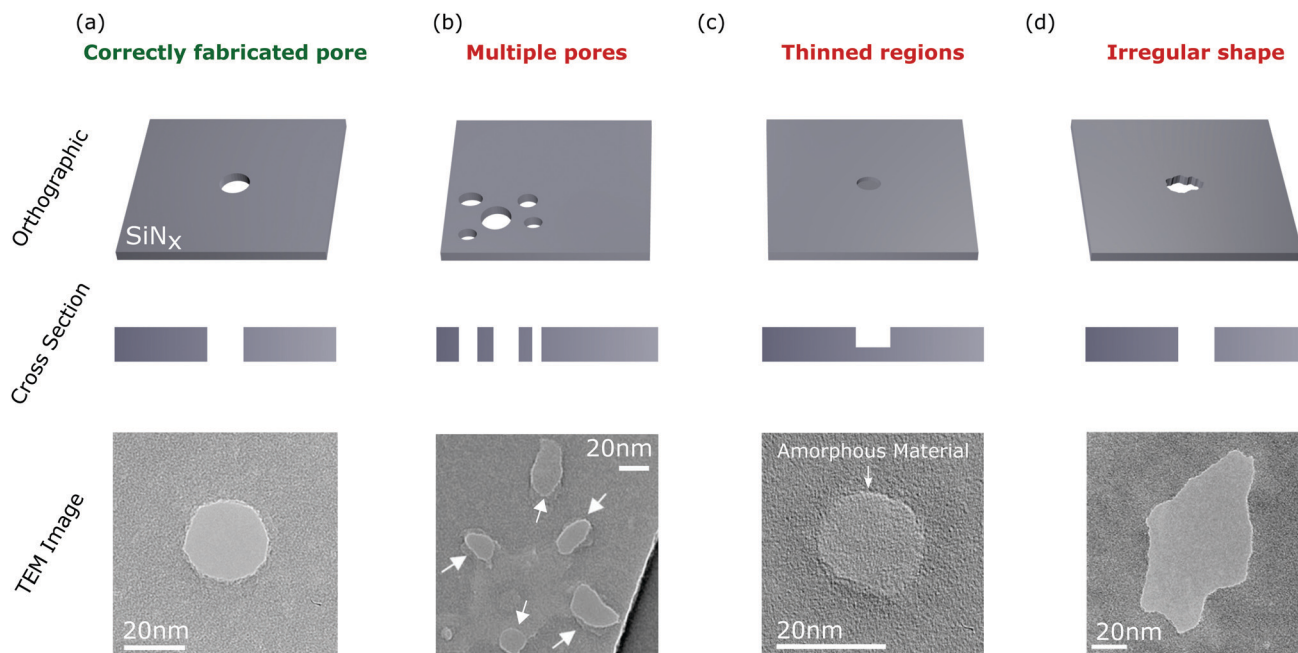 (a)
(b)
(c)
(d)
Correctly fabricated pore
Multiple pores
Thinned regions
Irregular shape
Orthographic
SiNx
Cross Section
TEM Image
20nm
20nm
Amorphous Material
20nm
20nm